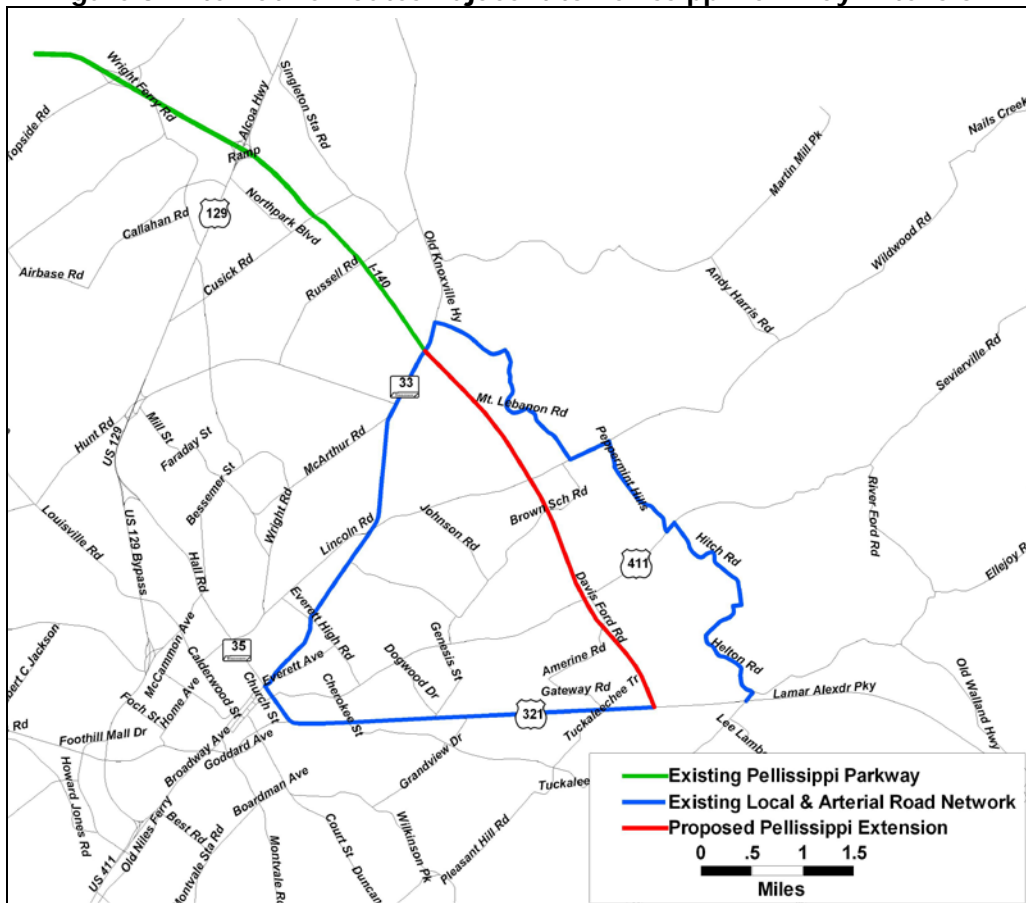 Wright Ferry Rd
Alcoa Hwy
Singleton Sta Rd
Topside Rd
Ramp
Nails Creek
Martin Mill Pk
Northpark Blvd
129
Callahan Rd
Wildwood Rd
Old Knoxville Hy
Airbase Rd
Cusick Rd
Russell Rd
I-140
Andy Harris Rd
Sevierville Rd
33
Mt. Lebanon Rd
Hunt Rd
US 129
Mill St
Faraday St
McArthur Rd
Peppermint Hills
Bessemer St
Wright Rd
Brown Sch Rd
River Ford Rd
Louisville Rd
US 129 Bypass
Lincoln Rd
Johnson Rd
Hitch Rd
411
Ellejoy R
Hall Rd
Davis Ford Rd
Everett High Rd
Genesis St
35
McCammon Ave
Calderwood St
Everett Ave
Dogwood Dr
Amerine Rd
Helton Rd
bert C Jackson
Foch St
Home Ave
Church St
Cherokee St
Gateway Rd
Tuckaleechee Tr
Lamar Alexdr Pky
Old Walland Hwy
321
Rd
Foothill Mall Dr
Broadway Ave
Goddard Ave
Grandview Dr
Lee Lamb
Howard Jones Rd
Boardman Ave
Tuckalee
Old Niles Ferry
Best Rd
US 411
Montvale Sta Rd
Montvale Rd
Court St
Duncan
Wilkinson Pk
Pleasant Hill Rd
Existing Pellissippi Parkway
Existing Local & Arterial Road Network
Proposed Pellissippi Extension
0 .5 1 1.5
Miles